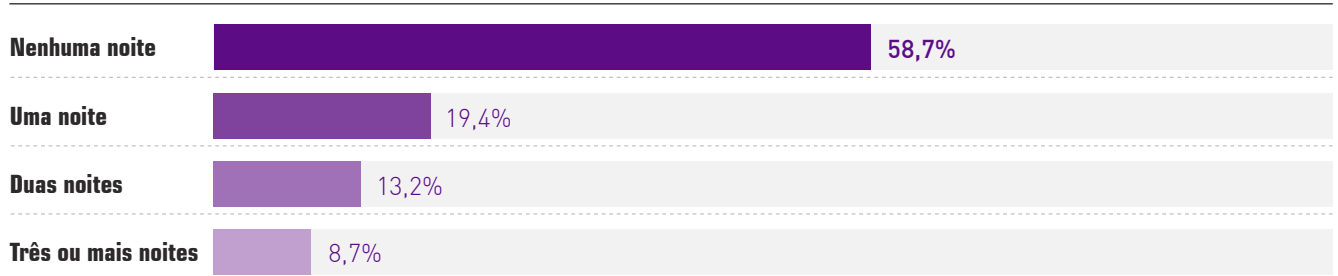 Nenhuma noite 58,7%
Uma noite 19,4%
Duas noites 13,2%
Três ou mais noites 8,7%